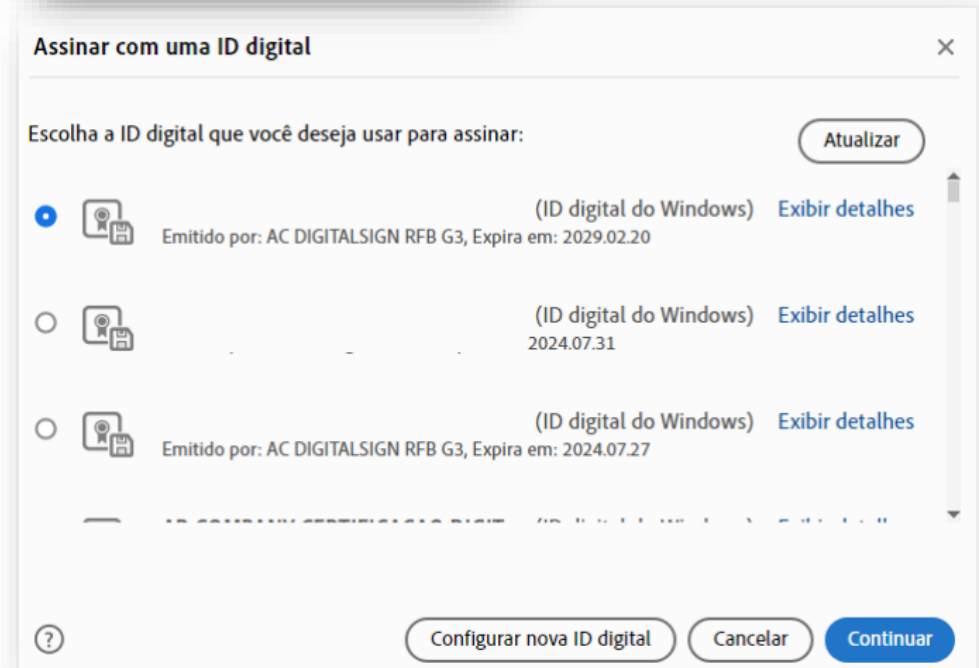 Assinar com uma ID digital
Escolha a ID digital que você deseja usar para assinar:
Atualizar
(ID digital do Windows) Exibir detalhes
Emitido por: AC DIGITALSIGN RFB G3, Expira em: 2029.02.20
(ID digital do Windows) Exibir detalhes
2024.07.31
(ID digital do Windows) Exibir detalhes
Emitido por: AC DIGITALSIGN RFB G3, Expira em: 2024.07.27
Configurar nova ID digital
Cancelar
Continuar